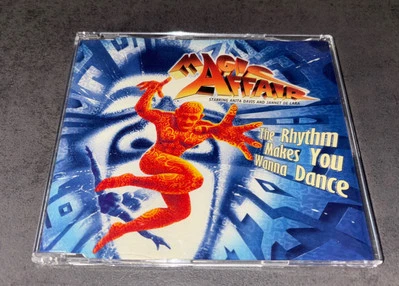 MAGIC
AFFAIR
STARRING ANITA DAVIS AND JANNET DE LARA
The Rhythm
Makes You
Wanna Dance